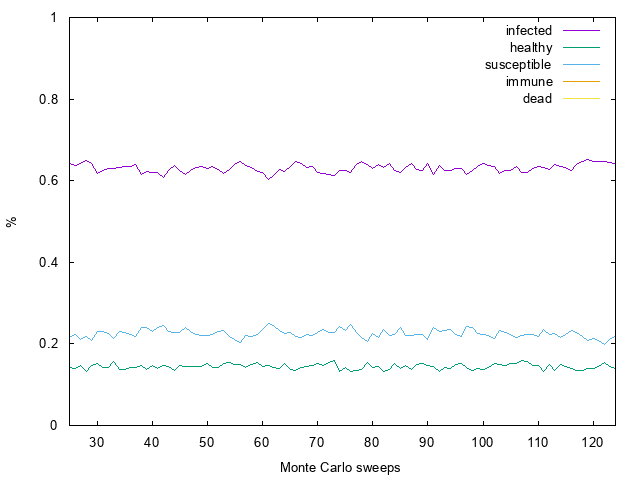 1
0.8
0.6
0.4
0.2
0
%
infected
healthy
susceptible
immune
dead
30 40 50 60 70 80 90 100 110 120
Monte Carlo sweeps